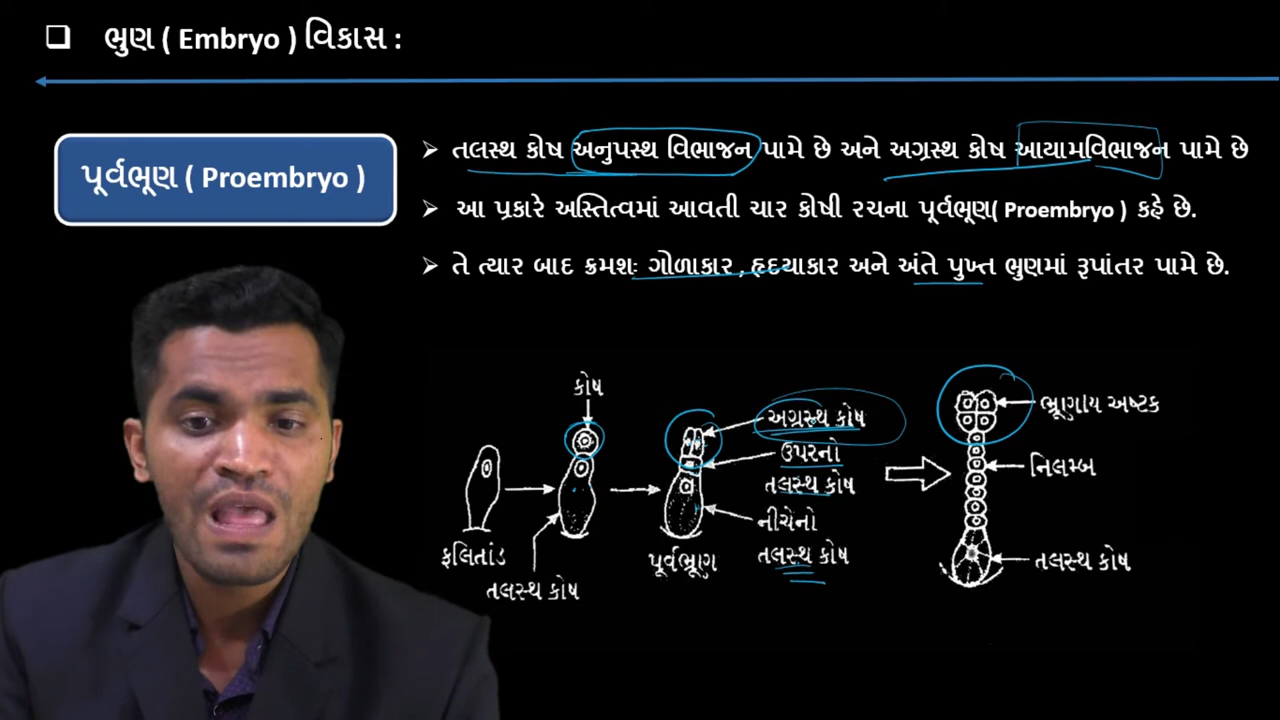 ❑ ભ્રુણ ( Embryo ) વિકાસ :
પૂર્વભ્રૂણ ( Proembryo )
➢ તલસ્થ કોષ અનુપસ્થ વિભાજન પામે છે અને અગ્રસ્થ કોષ આયામવિભાજન પામે છે
➢ આ પ્રકારે અસ્તિત્વમાં આવતી ચાર કોષી રચના પૂર્વભ્રૂણ( Proembryo ) કહે છે.
➢ તે ત્યાર બાદ ક્રમશઃ ગોળાકાર , હૃદયાકાર અને અંતે પુખ્ત ભ્રુણમાં રૂપાંતર પામે છે.
કોષ
અગ્રસ્થ કોષ
ઉપરનો
તલસ્થ કોષ
નીચેનો
તલસ્થ કોષ
ફલિતાંડ
તલસ્થ કોષ
પૂર્વભ્રૂણ
ભ્રૂણીય અષ્ટક
નિલમ્બ
તલસ્થ કોષ